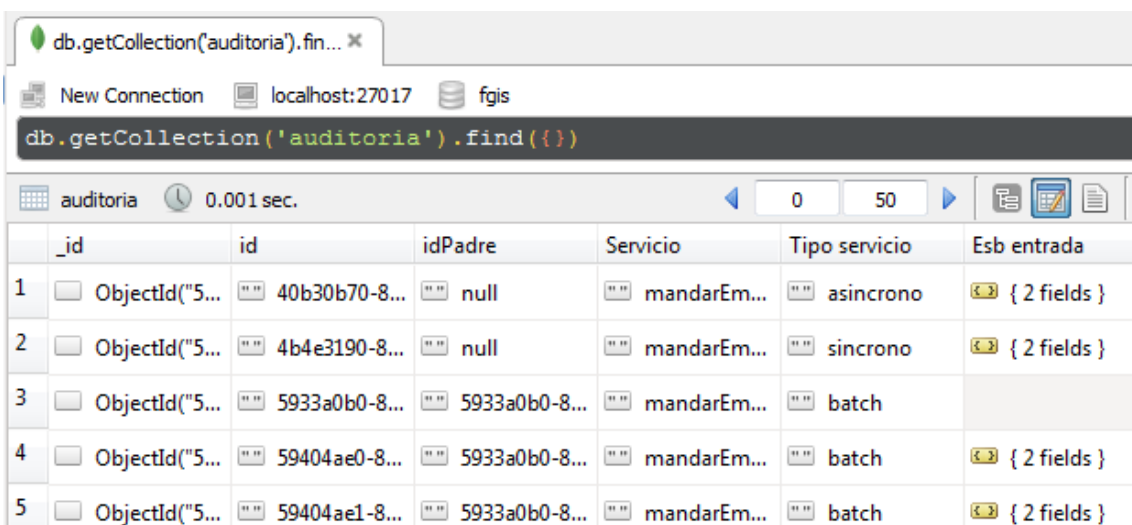 db.getCollection('auditoria').fin...
New Connection localhost:27017 fgis
db.getCollection('auditoria').find({})
auditoria 0.001 sec. 0 50
_id id idPadre Servicio Tipo servicio Esb entrada
1 ObjectId("5... "" 40b30b70-8... "" null "" mandarEm... "" asincrono { 2 fields }
2 ObjectId("5... "" 4b4e3190-8... "" null "" mandarEm... "" sincrono { 2 fields }
3 ObjectId("5... "" 5933a0b0-8... "" 5933a0b0-8... "" mandarEm... "" batch
4 ObjectId("5... "" 59404ae0-8... "" 5933a0b0-8... "" mandarEm... "" batch { 2 fields }
5 ObjectId("5... "" 59404ae1-8... "" 5933a0b0-8... "" mandarEm... "" batch { 2 fields }